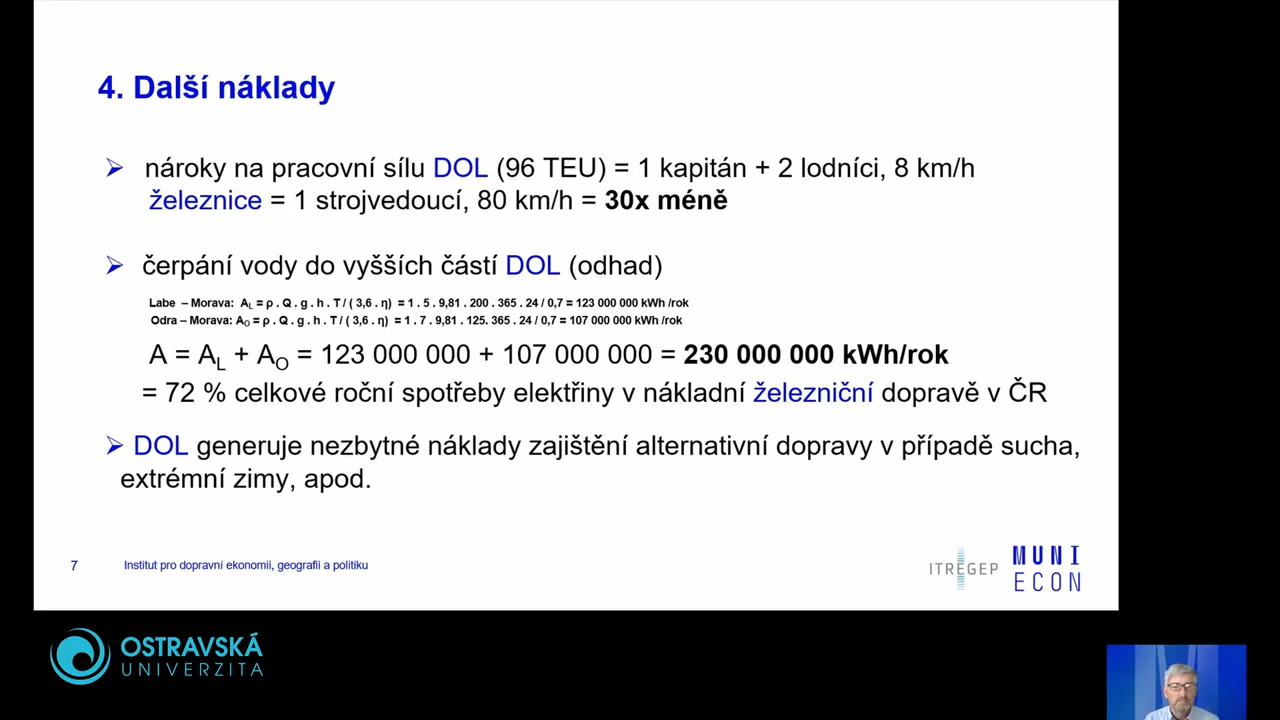 4. Další náklady
➢ nároky na pracovní sílu DOL (96 TEU) = 1 kapitán + 2 lodníci, 8 km/h
železnice = 1 strojvedoucí, 80 km/h = 30x méně
➢ čerpání vody do vyšších částí DOL (odhad)
Labe – Morava: A_L = ρ . Q . g . h . T / ( 3,6 . η) = 1 . 5 . 9,81 . 200 . 365 . 24 / 0,7 = 123 000 000 kWh /rok
Odra – Morava: A_O = ρ . Q . g . h . T / ( 3,6 . η) = 1 . 7 . 9,81 . 125. 365 . 24 / 0,7 = 107 000 000 kWh /rok
A = A_L + A_O = 123 000 000 + 107 000 000 = 230 000 000 kWh/rok
= 72 % celkové roční spotřeby elektřiny v nákladní železniční dopravě v ČR
➢ DOL generuje nezbytné náklady zajištění alternativní dopravy v případě sucha,
extrémní zimy, apod.
7 Institut pro dopravní ekonomii, geografii a politiku
ITREGEP
MUNI
ECON
OSTRAVSKÁ
UNIVERZITA